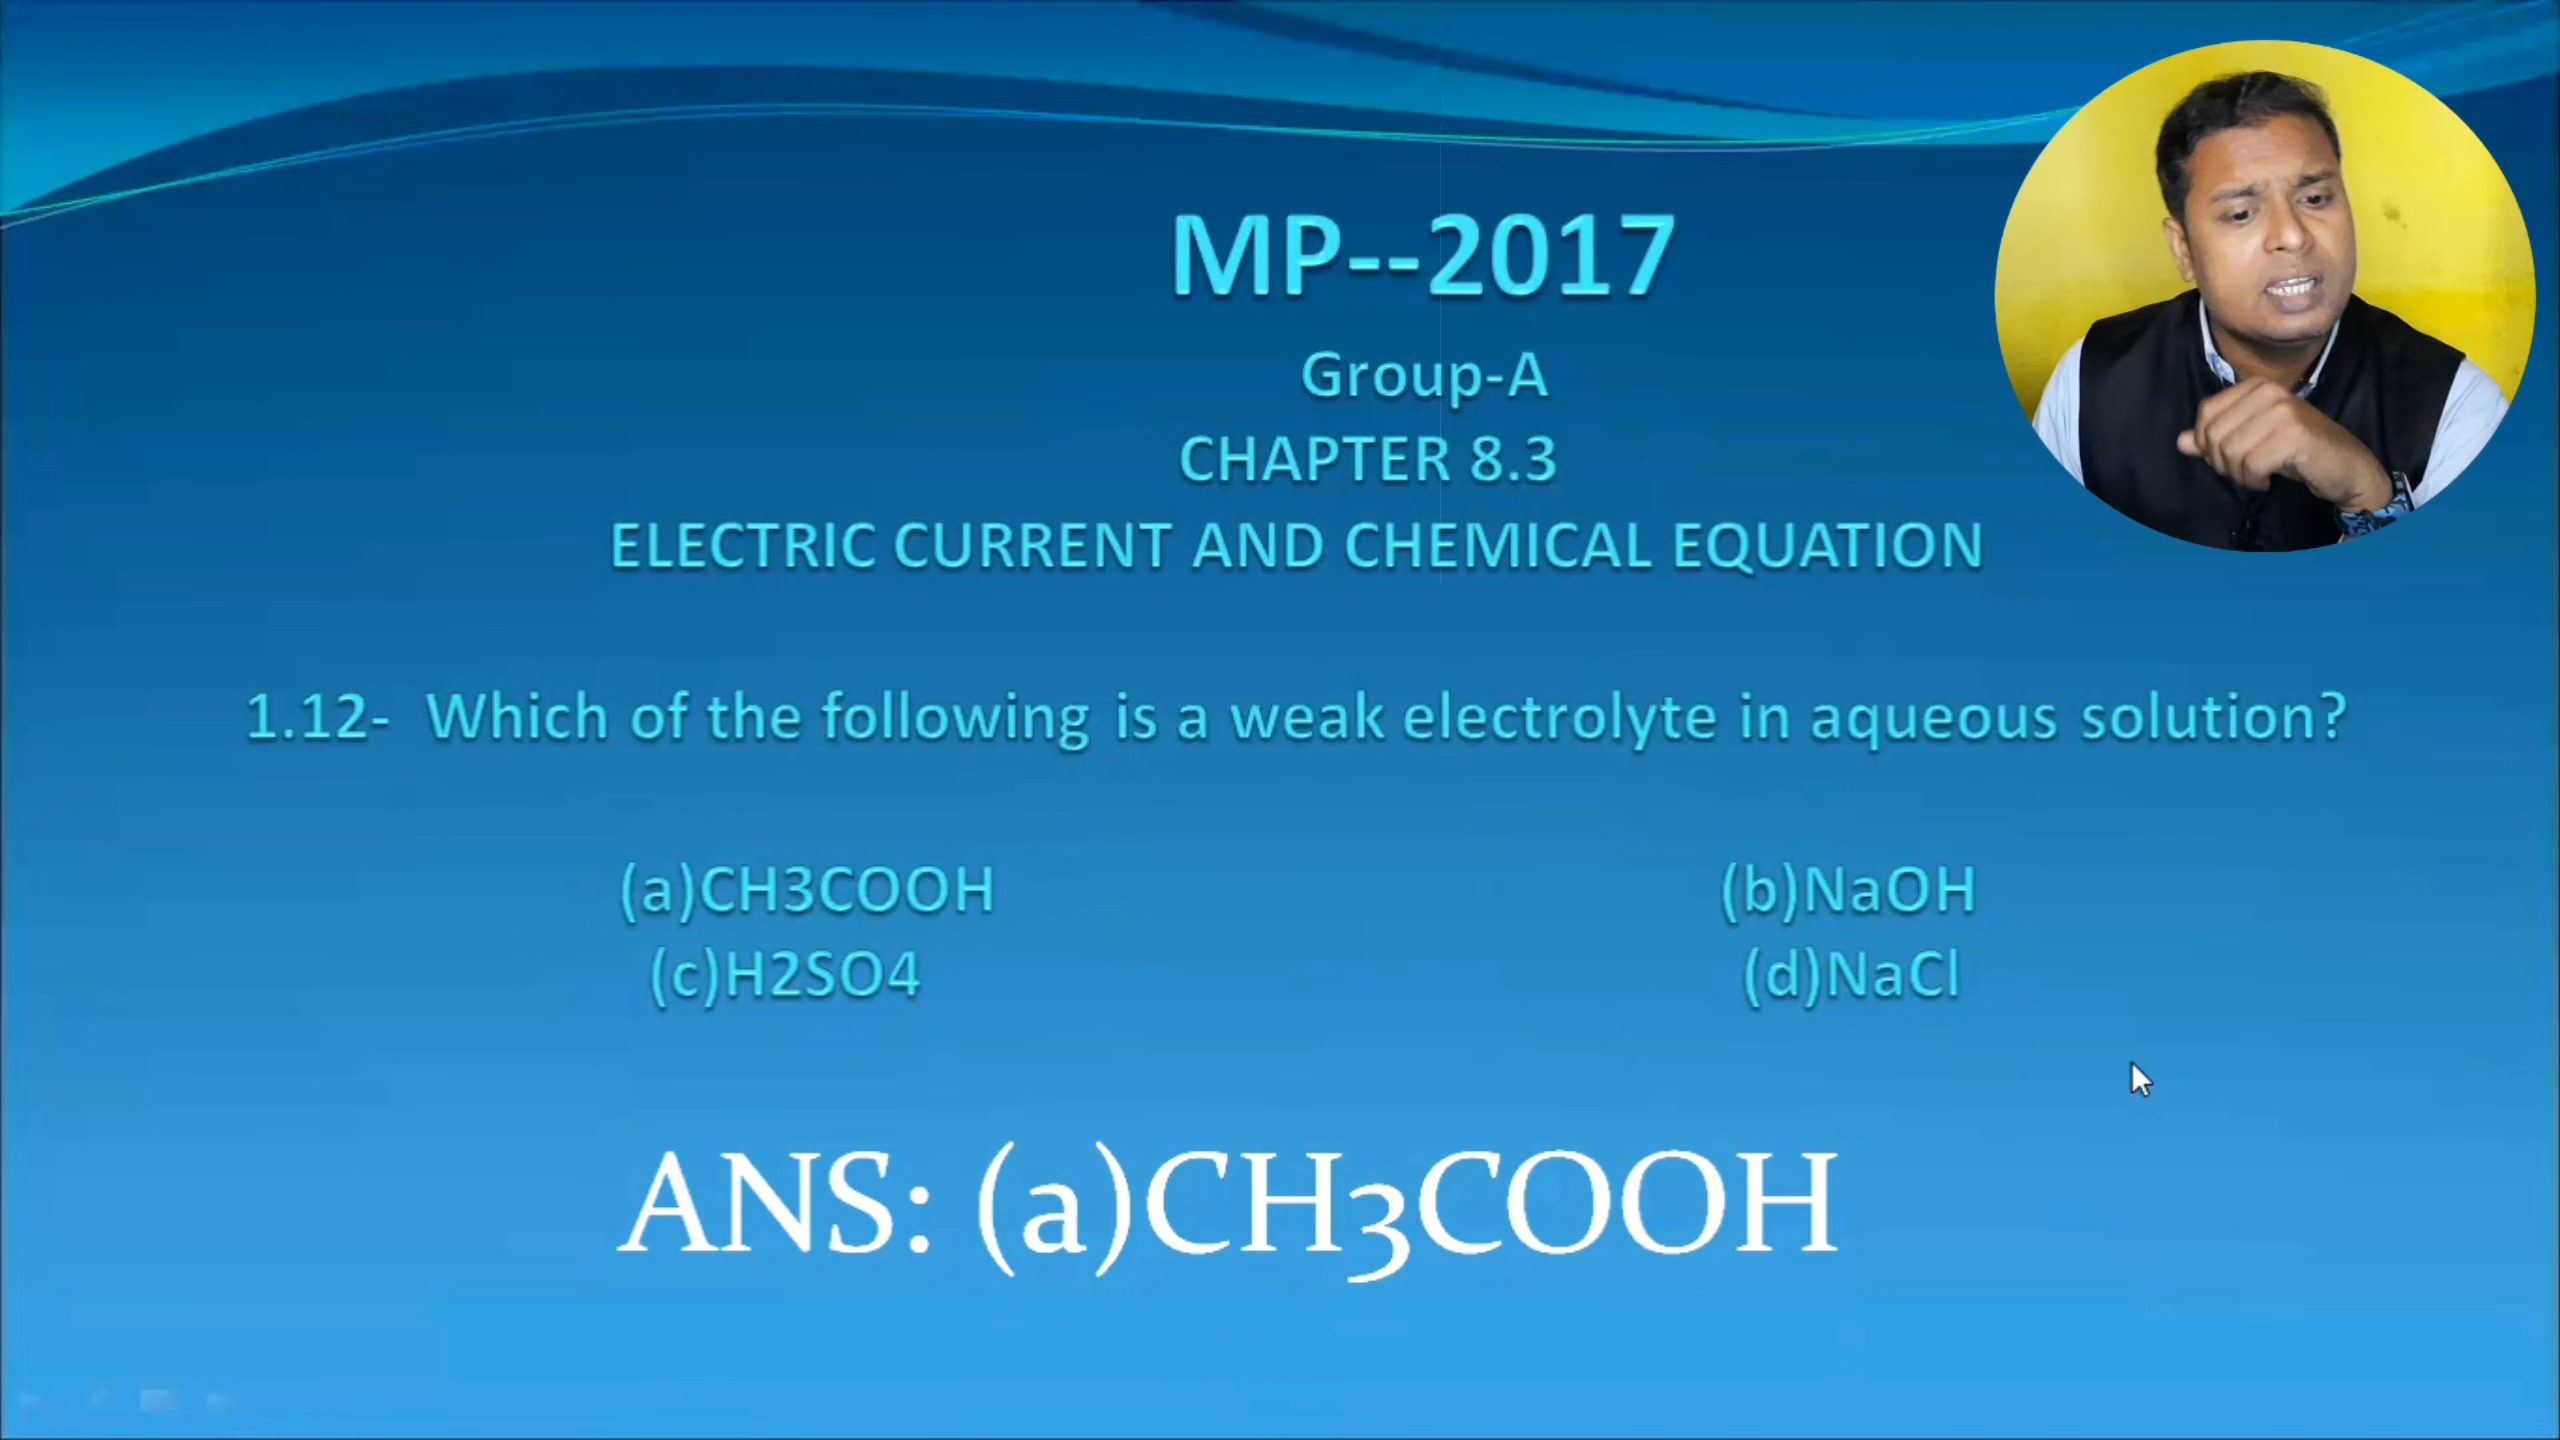 MP--2017
Group-A
CHAPTER 8.3
ELECTRIC CURRENT AND CHEMICAL EQUATION
1.12- Which of the following is a weak electrolyte in aqueous solution?
(a)CH3COOH (b)NaOH
(c)H2SO4 (d)NaCl
ANS: (a)CH3COOH